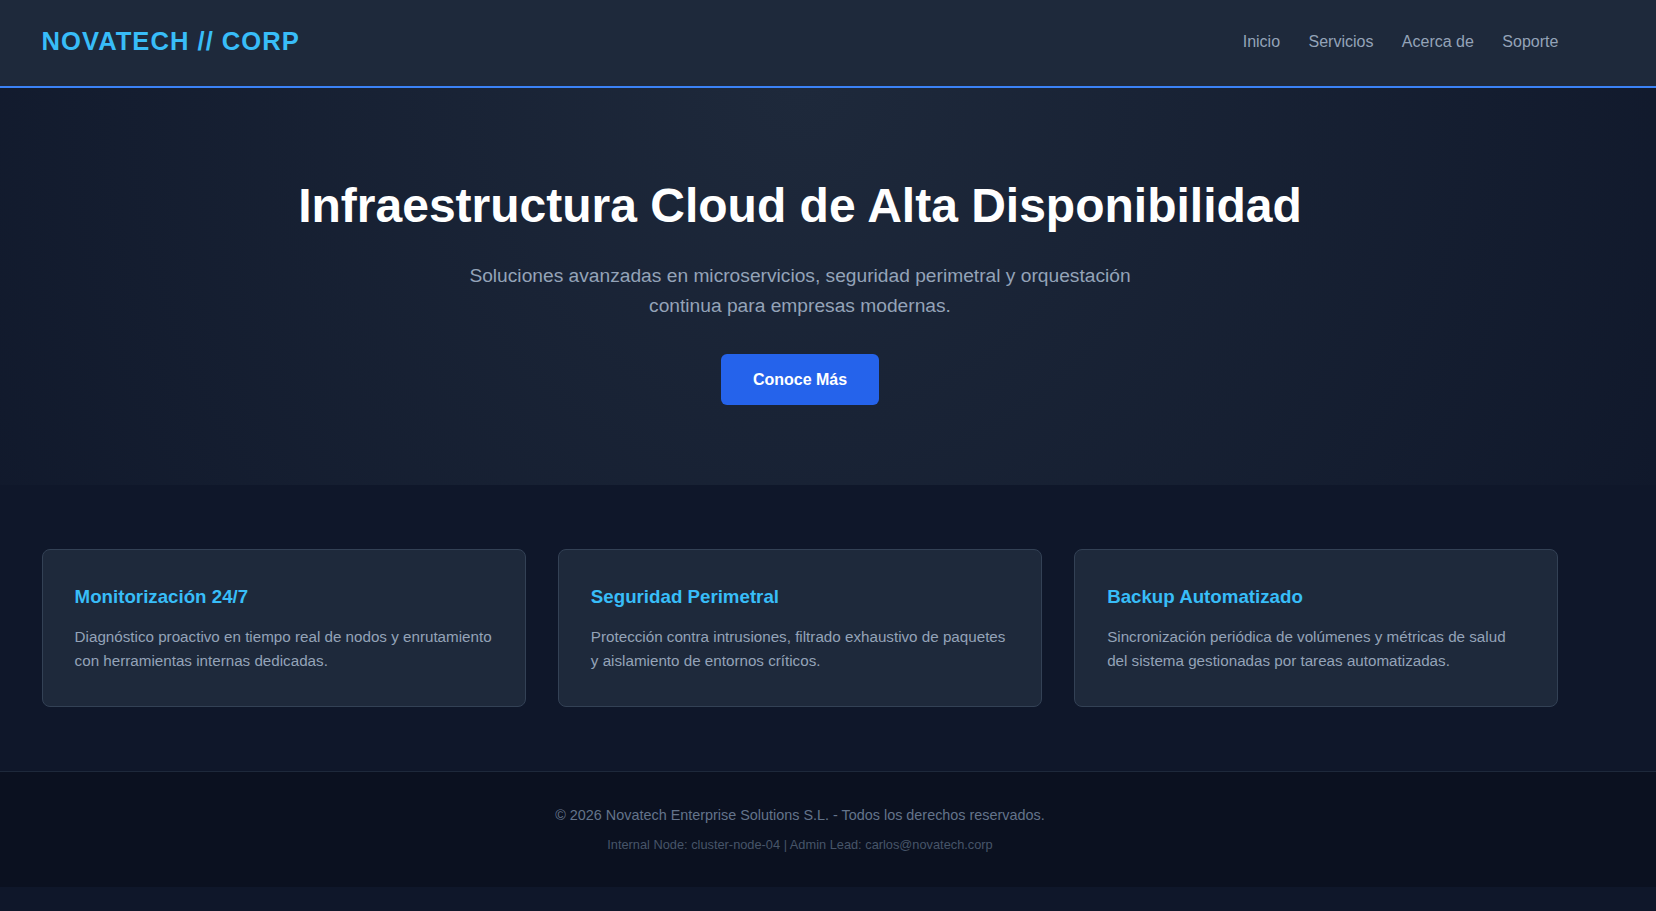 NOVATECH // CORP
Inicio Servicios Acerca de Soporte
Infraestructura Cloud de Alta Disponibilidad
Soluciones avanzadas en microservicios, seguridad perimetral y orquestación
continua para empresas modernas.
Conoce Más
Monitorización 24/7
Diagnóstico proactivo en tiempo real de nodos y enrutamiento
con herramientas internas dedicadas.
Seguridad Perimetral
Protección contra intrusiones, filtrado exhaustivo de paquetes
y aislamiento de entornos críticos.
Backup Automatizado
Sincronización periódica de volúmenes y métricas de salud
del sistema gestionadas por tareas automatizadas.
© 2026 Novatech Enterprise Solutions S.L. - Todos los derechos reservados.
Internal Node: cluster-node-04 | Admin Lead: carlos@novatech.corp